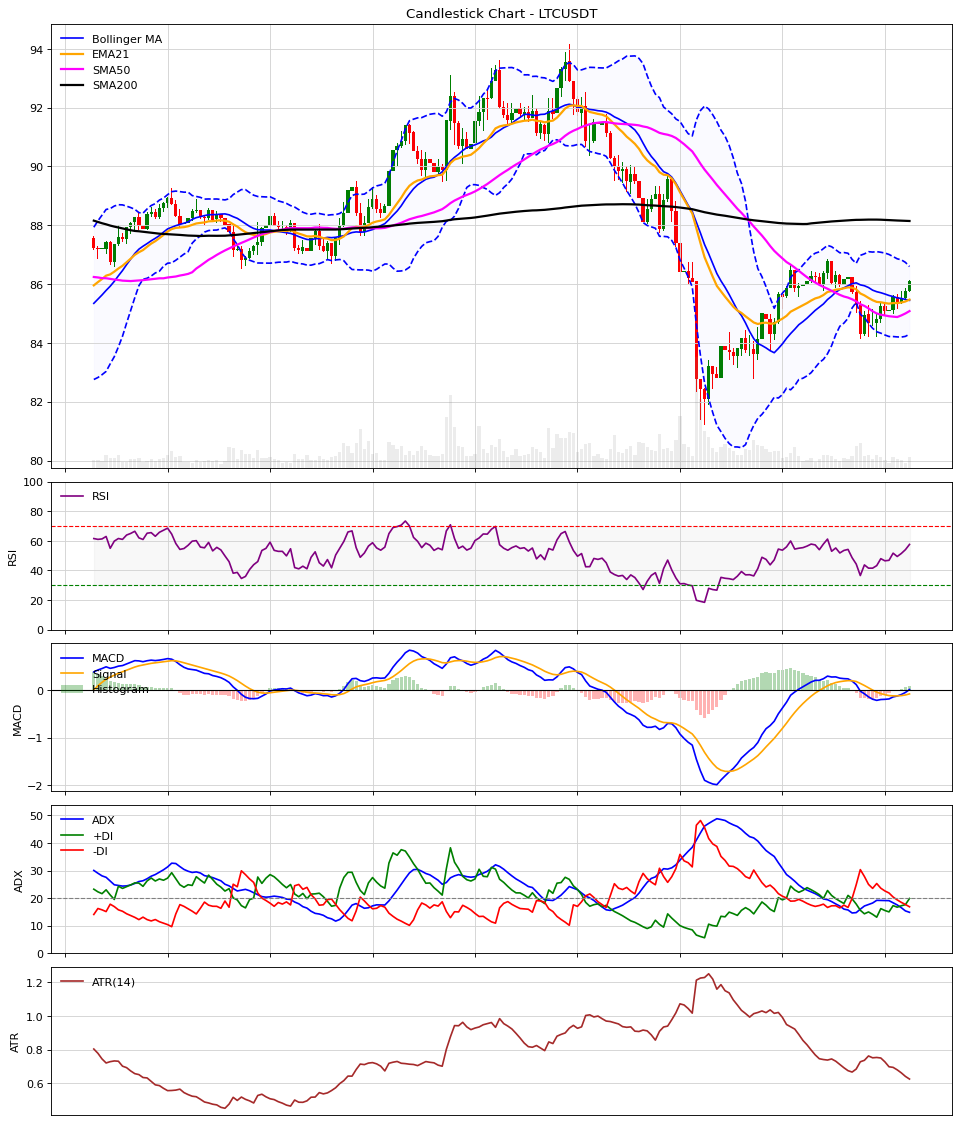 Candlestick Chart - LTCUSDT
Bollinger MA
EMA21
SMA50
SMA200
94
92
90
88
86
84
82
80
RSI
RSI
100
80
60
40
20
0
MACD
Signal
Histogram
MACD
0
−1
−2
ADX
+DI
-DI
ADX
50
40
30
20
10
0
ATR(14)
ATR
1.2
1.0
0.8
0.6